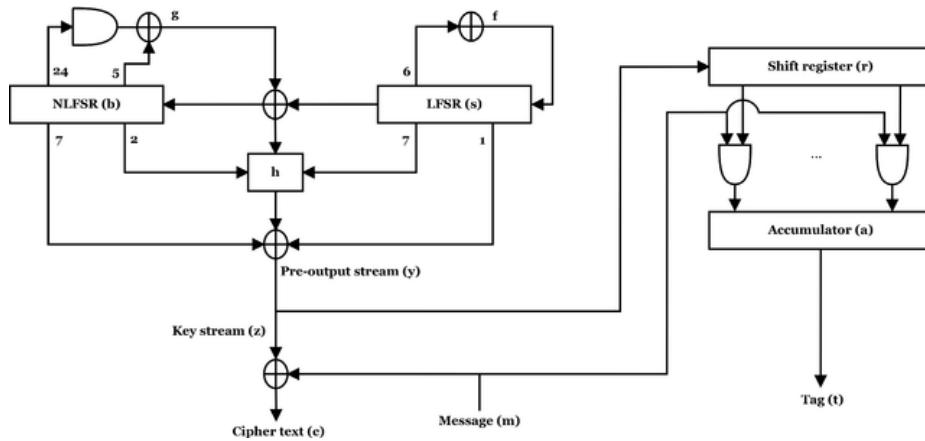 g
f
24
5
6
Shift register (r)
NLFSR (b)
LFSR (s)
7
2
7
1
h
...
Accumulator (a)
Pre-output stream (y)
Key stream (z)
Tag (t)
Message (m)
Cipher text (c)